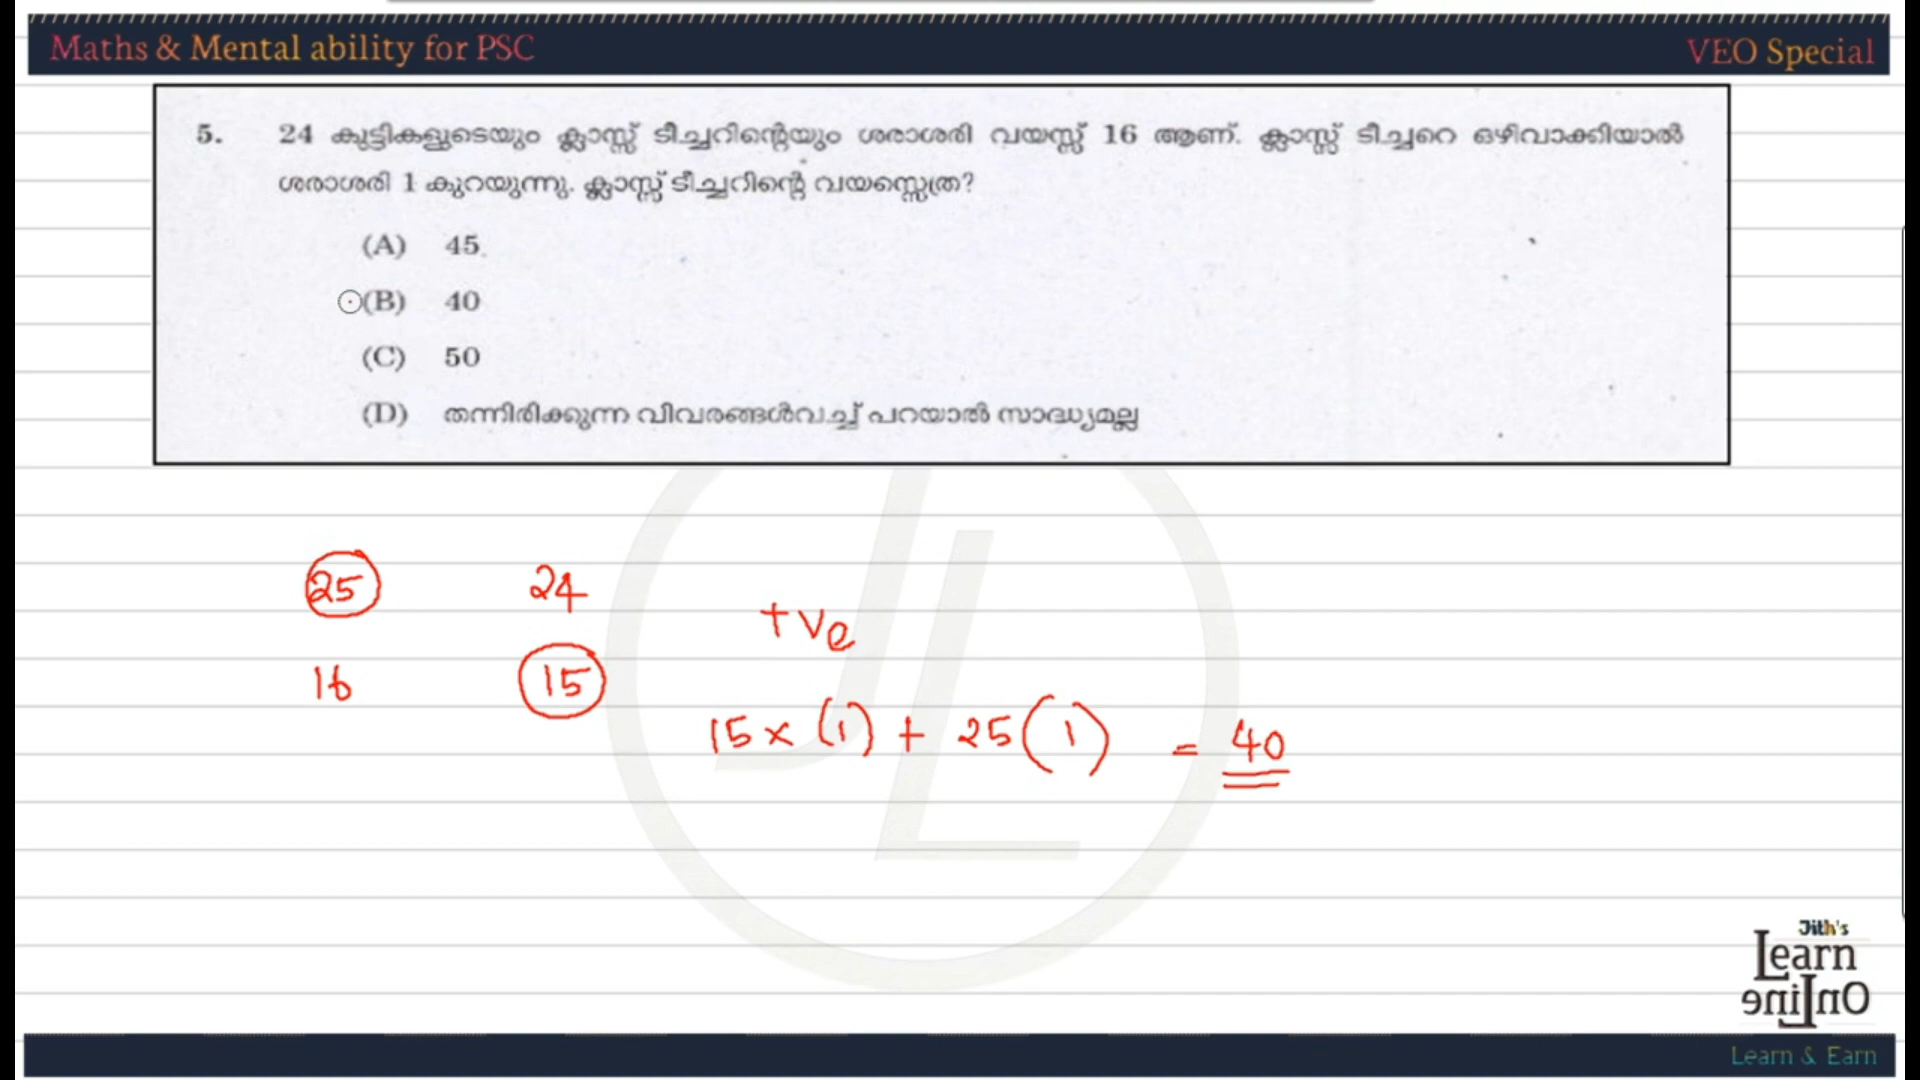 Maths & Mental ability for PSC
VEO Special
5. 24 കുട്ടികളുടെയും ക്ലാസ്സ് ടീച്ചറിന്റെയും ശരാശരി വയസ്സ് 16 ആണ്. ക്ലാസ്സ് ടീച്ചറെ ഒഴിവാക്കിയാൽ
ശരാശരി 1 കുറയുന്നു. ക്ലാസ്സ് ടീച്ചറിന്റെ വയസ്സെത്ര?
(A) 45
(B) 40
(C) 50
(D) തന്നിരിക്കുന്ന വിവരങ്ങൾവച്ച് പറയാൽ സാദ്ധ്യമല്ല
25 24
+ve
16 15
15 × (1) + 25 (1) = 40
JL
Jith's
Learn
OnLine
Learn & Earn